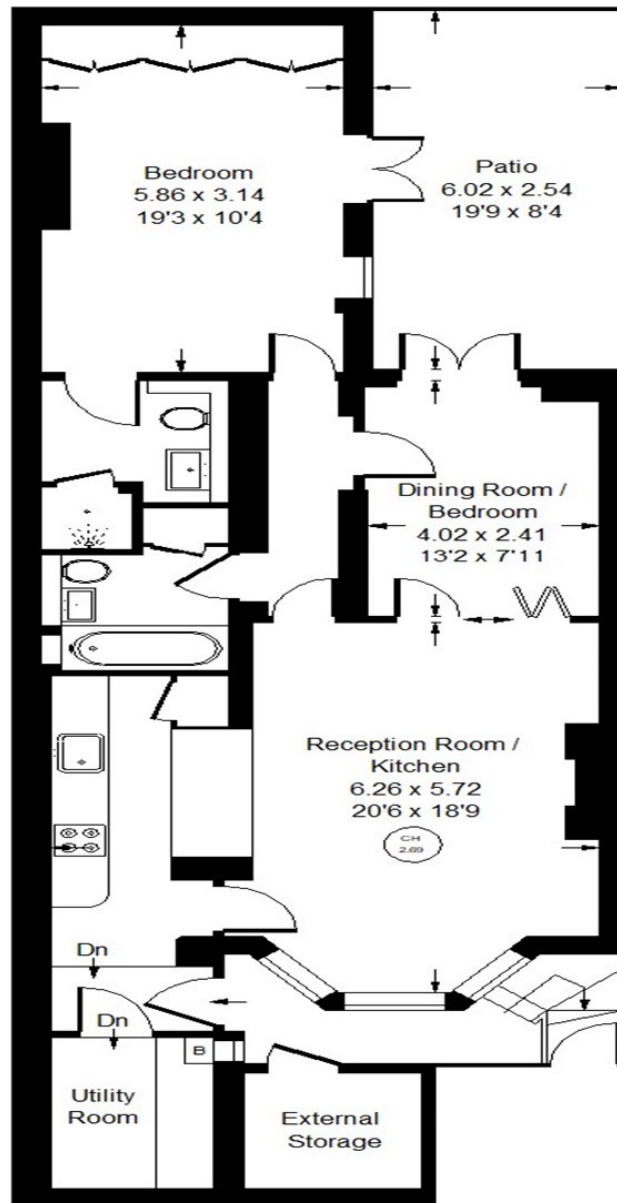 Bedroom
5.86 x 3.14
19'3 x 10'4
Patio
6.02 x 2.54
19'9 x 8'4
Dining Room /
Bedroom
4.02 x 2.41
13'2 x 7'11
Reception Room /
Kitchen
6.26 x 5.72
20'6 x 18'9
CH
2.69
Dn
Dn
B
Utility
Room
External
Storage